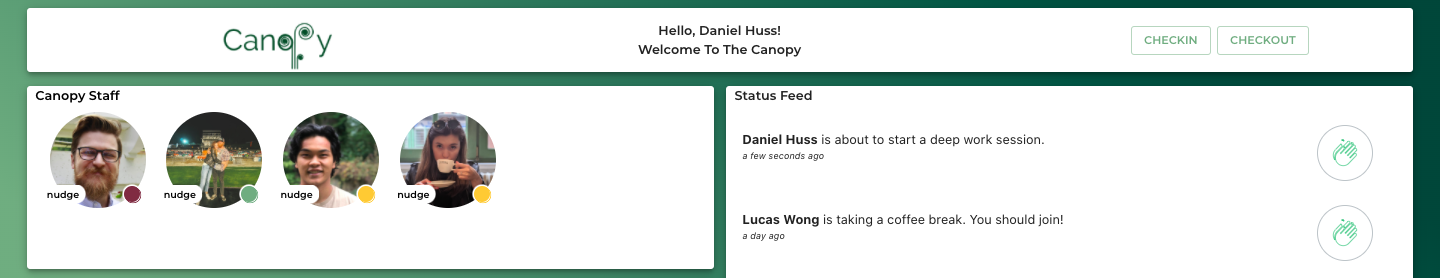 Canopy
Hello, Daniel Huss!
Welcome To The Canopy
CHECKIN
CHECKOUT
Canopy Staff
nudge
nudge
nudge
nudge
Status Feed
Daniel Huss is about to start a deep work session.
a few seconds ago
Lucas Wong is taking a coffee break. You should join!
a day ago